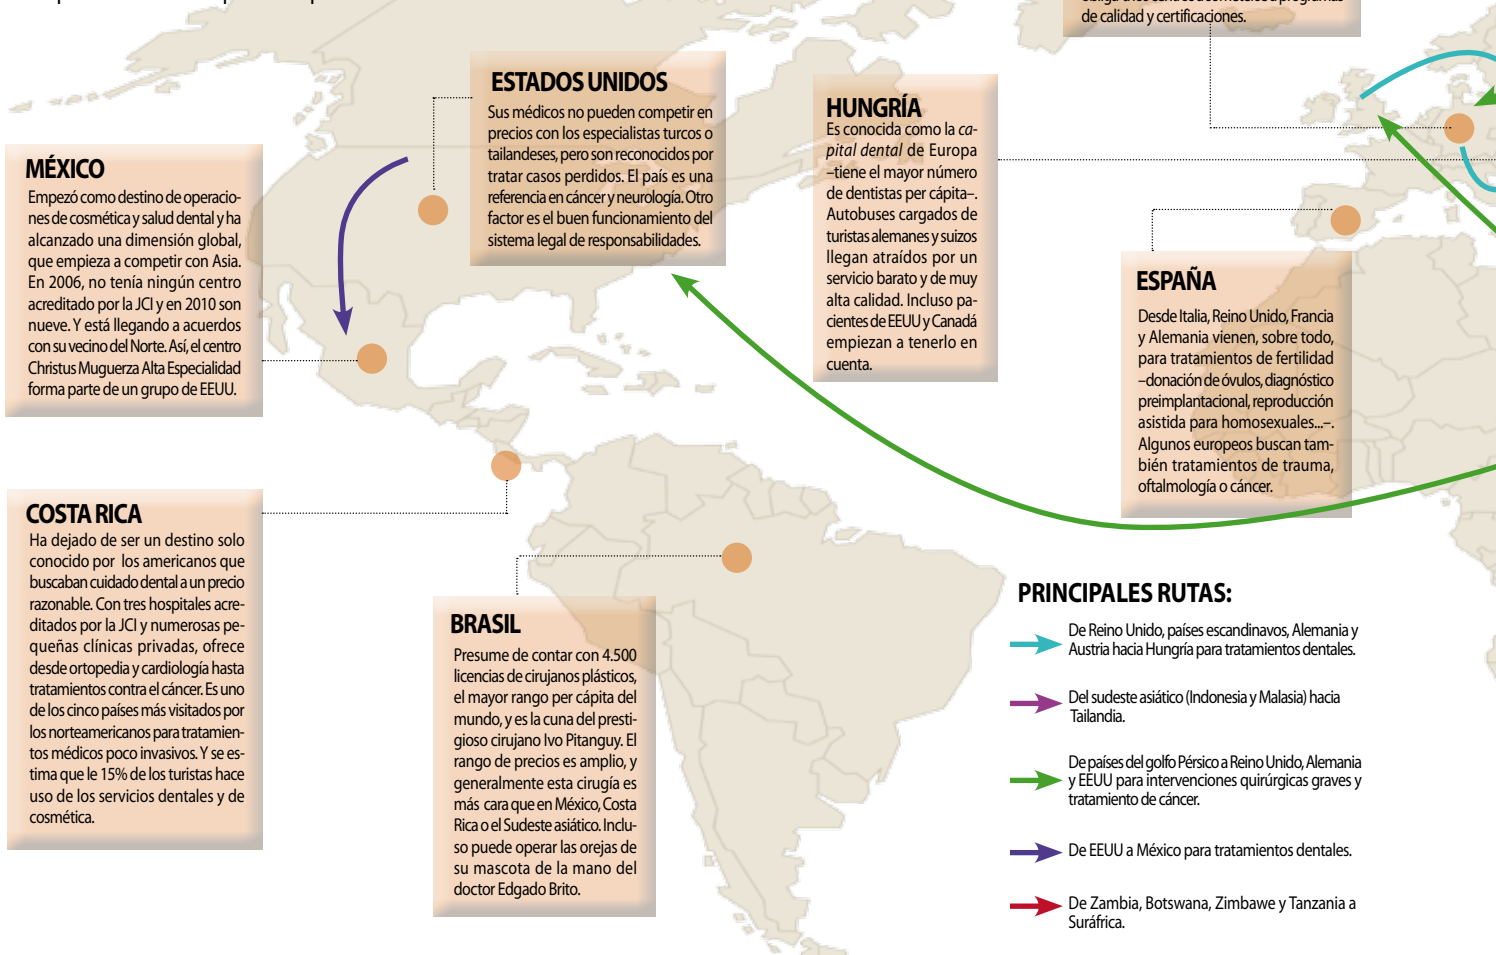 de calidad y certificaciones.
ESTADOS UNIDOS
Sus médicos no pueden competir en
precios con los especialistas turcos o
tailandeses, pero son reconocidos por
tratar casos perdidos. El país es una
referencia en cáncer y neurología. Otro
factor es el buen funcionamiento del
sistema legal de responsabilidades.
HUNGRÍA
Es conocida como la ca-
pital dental de Europa
–tiene el mayor número
de dentistas per cápita–.
Autobuses cargados de
turistas alemanes y suizos
llegan atraídos por un
servicio barato y de muy
alta calidad. Incluso pa-
cientes de EEUU y Canadá
empiezan a tenerlo en
cuenta.
MÉXICO
Empezó como destino de operacio-
nes de cosmética y salud dental y ha
alcanzado una dimensión global,
que empieza a competir con Asia.
En 2006, no tenía ningún centro
acreditado por la JCI y en 2010 son
nueve. Y está llegando a acuerdos
con su vecino del Norte. Así, el centro
Christus Muguerza Alta Especialidad
forma parte de un grupo de EEUU.
ESPAÑA
Desde Italia, Reino Unido, Francia
y Alemania vienen, sobre todo,
para tratamientos de fertilidad
–donación de óvulos, diagnóstico
preimplantacional, reproducción
asistida para homosexuales...–.
Algunos europeos buscan tam-
bién tratamientos de trauma,
oftalmología o cáncer.
COSTA RICA
Ha dejado de ser un destino solo
conocido por los americanos que
buscaban cuidado dental a un precio
razonable. Con tres hospitales acre-
ditados por la JCI y numerosas pe-
queñas clínicas privadas, ofrece
desde ortopedia y cardiología hasta
tratamientos contra el cáncer. Es uno
de los cinco países más visitados por
los norteamericanos para tratamien-
tos médicos poco invasivos. Y se es-
tima que le 15% de los turistas hace
uso de los servicios dentales y de
cosmética.
BRASIL
Presume de contar con 4.500
licencias de cirujanos plásticos,
el mayor rango per cápita del
mundo, y es la cuna del presti-
gioso cirujano Ivo Pitanguy. El
rango de precios es amplio, y
generalmente esta cirugía es
más cara que en México, Costa
Rica o el Sudeste asiático. Inclu-
so puede operar las orejas de
su mascota de la mano del
doctor Edgado Brito.
PRINCIPALES RUTAS:
De Reino Unido, países escandinavos, Alemania y
Austria hacia Hungría para tratamientos dentales.
Del sudeste asiático (Indonesia y Malasia) hacia
Tailandia.
De países del golfo Pérsico a Reino Unido, Alemania
y EEUU para intervenciones quirúrgicas graves y
tratamiento de cáncer.
De EEUU a México para tratamientos dentales.
De Zambia, Botswana, Zimbawe y Tanzania a
Suráfrica.